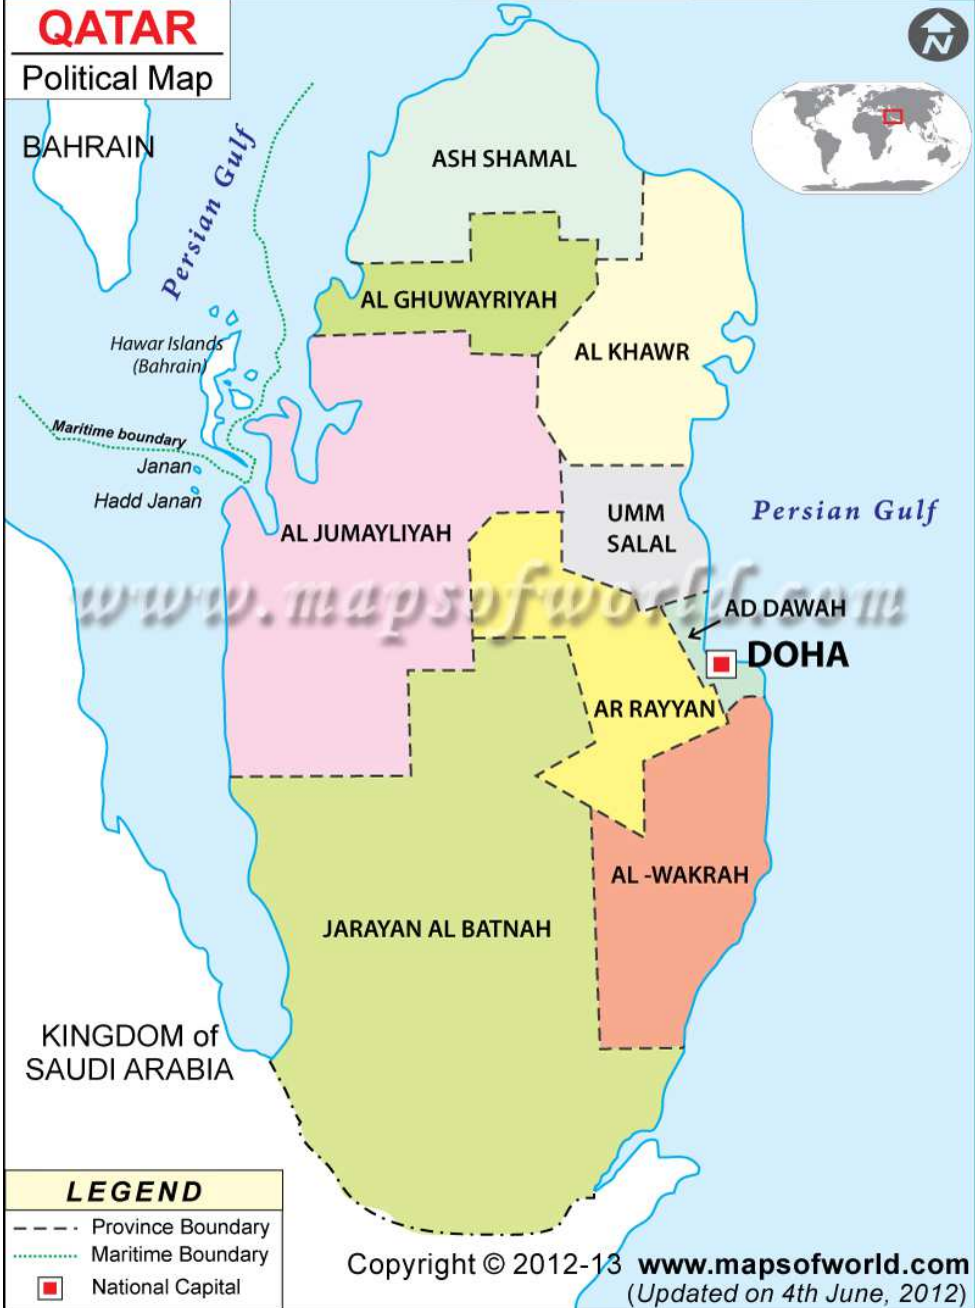 QATAR
Political Map
N
BAHRAIN
Persian Gulf
ASH SHAMAL
AL GHUWAYRIYAH
Hawar Islands
(Bahrain)
AL KHAWR
Maritime boundary
Janan
Hadd Janan
AL JUMAYLIYAH
UMM
SALAL
Persian Gulf
www.mapsofworld.com
AD DAWAH
DOHA
AR RAYYAN
AL -WAKRAH
JARAYAN AL BATNAH
KINGDOM of
SAUDI ARABIA
LEGEND
Province Boundary
Maritime Boundary
National Capital
Copyright © 2012-13 www.mapsofworld.com
(Updated on 4th June, 2012)